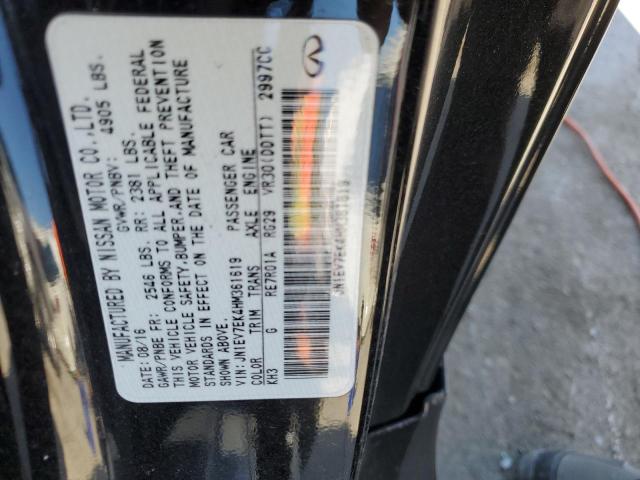 MANUFACTURED BY NISSAN MOTOR CO.,LTD.
DATE: 08/16 GVWR/PNBV: 4905 LBS.
GAWR/PNBE FR: 2546 LBS. RR: 2381 LBS.
THIS VEHICLE CONFORMS TO ALL APPLICABLE FEDERAL
MOTOR VEHICLE SAFETY,BUMPER,AND THEFT PREVENTION
STANDARDS IN EFFECT ON THE DATE OF MANUFACTURE
SHOWN ABOVE.
VIN: JN1EV7EK4HM361619 PASSENGER CAR
COLOR TRIM TRANS AXLE ENGINE
KH3 G RE7R01A RG29 VR30(DDTT) 2997CC
JN1EV7EK4HM361619